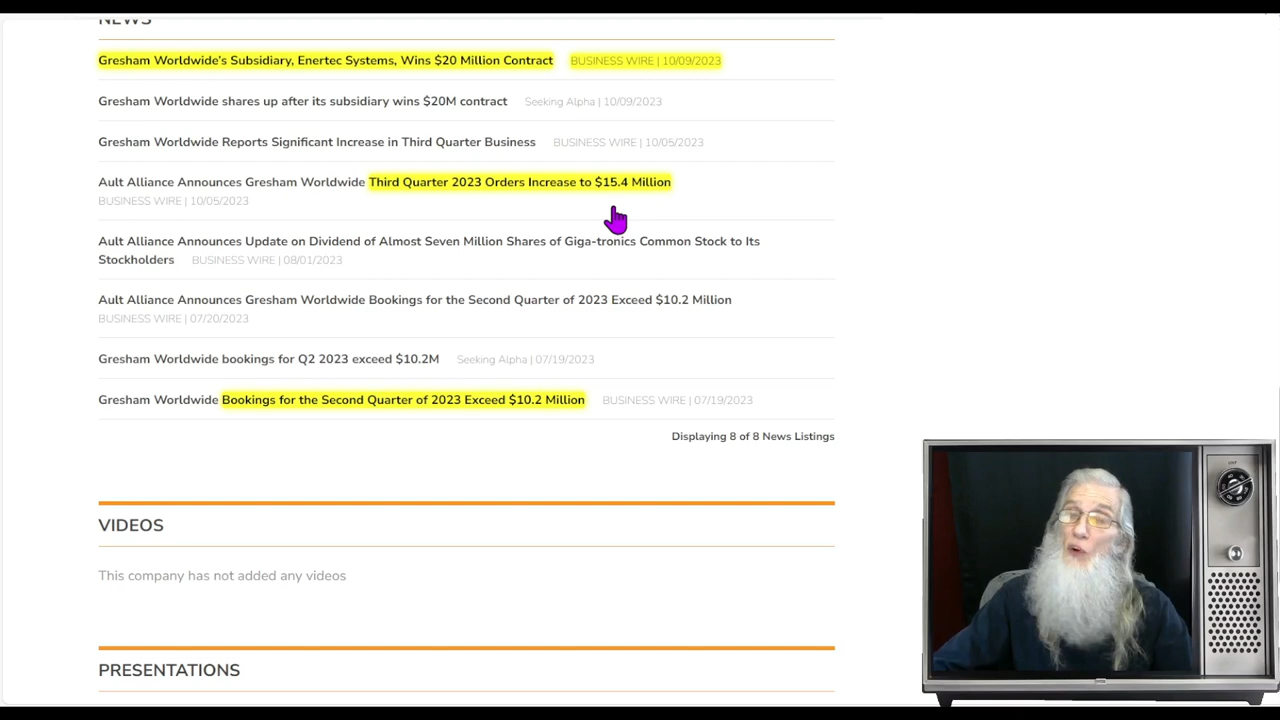 NEWS
Gresham Worldwide's Subsidiary, Enertec Systems, Wins $20 Million Contract BUSINESS WIRE | 10/09/2023
Gresham Worldwide shares up after its subsidiary wins $20M contract Seeking Alpha | 10/09/2023
Gresham Worldwide Reports Significant Increase in Third Quarter Business BUSINESS WIRE | 10/05/2023
Ault Alliance Announces Gresham Worldwide Third Quarter 2023 Orders Increase to $15.4 Million
BUSINESS WIRE | 10/05/2023
Ault Alliance Announces Update on Dividend of Almost Seven Million Shares of Giga-tronics Common Stock to Its
Stockholders BUSINESS WIRE | 08/01/2023
Ault Alliance Announces Gresham Worldwide Bookings for the Second Quarter of 2023 Exceed $10.2 Million
BUSINESS WIRE | 07/20/2023
Gresham Worldwide bookings for Q2 2023 exceed $10.2M Seeking Alpha | 07/19/2023
Gresham Worldwide Bookings for the Second Quarter of 2023 Exceed $10.2 Million BUSINESS WIRE | 07/19/2023
Displaying 8 of 8 News Listings
VIDEOS
This company has not added any videos
PRESENTATIONS